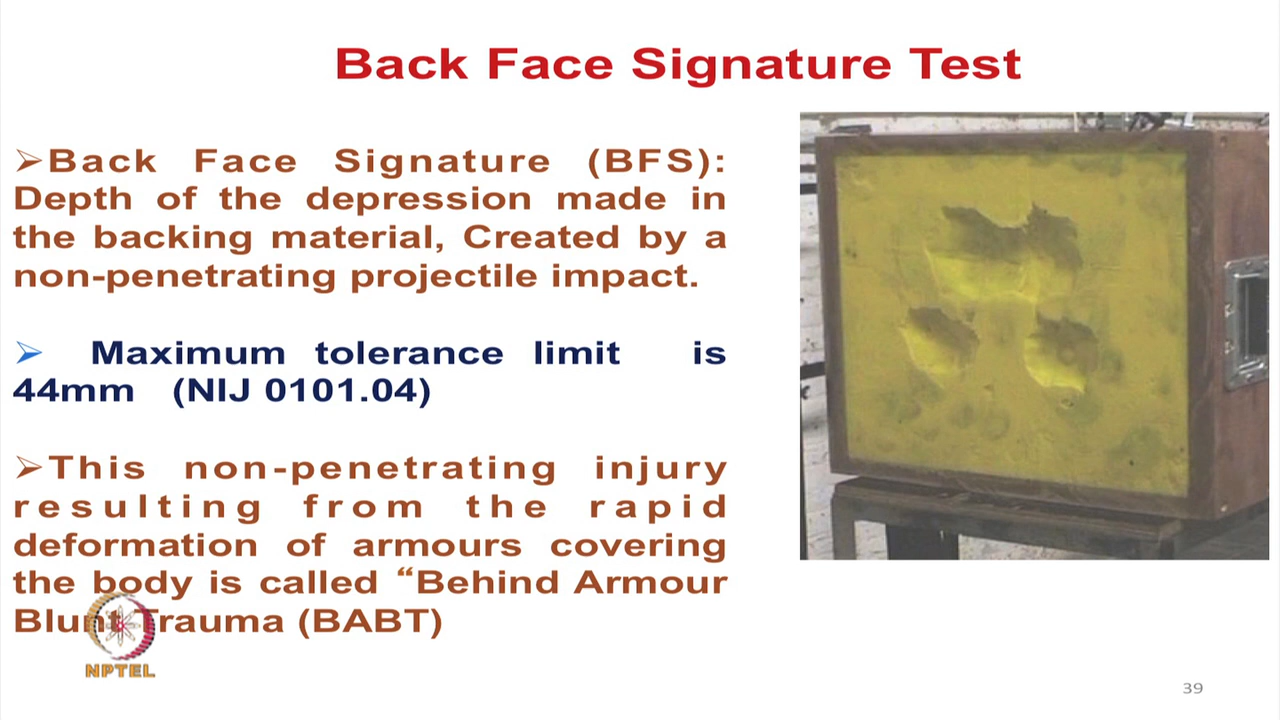 Back Face Signature Test
➢Back Face Signature (BFS):
Depth of the depression made in
the backing material, Created by a
non-penetrating projectile impact.
➢ Maximum tolerance limit is
44mm (NIJ 0101.04)
➢This non-penetrating injury
resulting from the rapid
deformation of armours covering
the body is called “Behind Armour
Blunt Trauma (BABT)
NPTEL
39